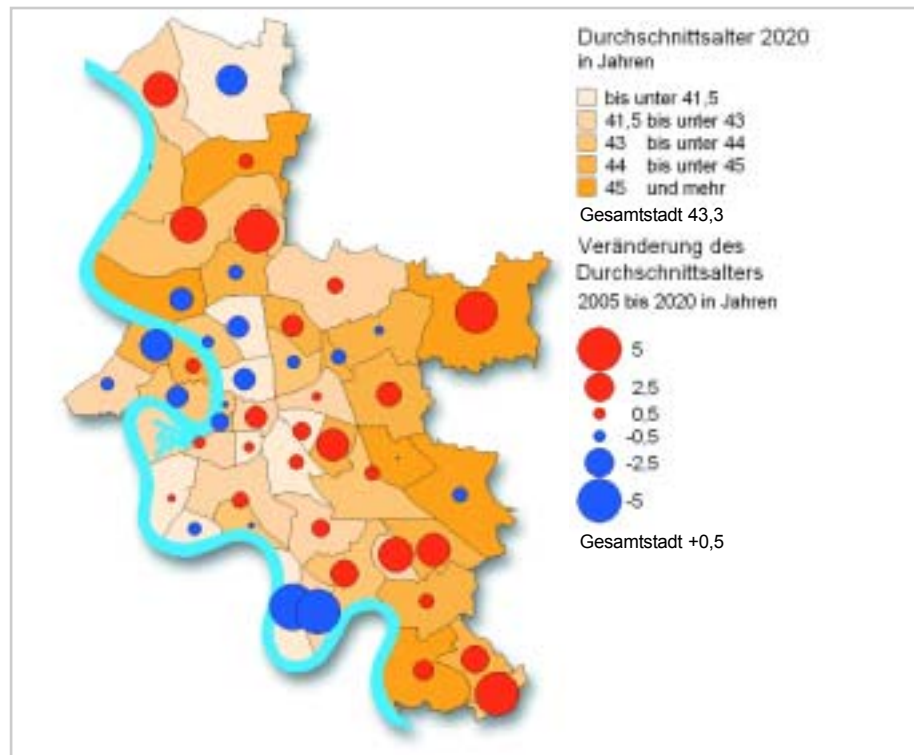 Durchschnittsalter 2020
in Jahren
bis unter 41,5
41,5 bis unter 43
43 bis unter 44
44 bis unter 45
45 und mehr
Gesamtstadt 43,3
Veränderung des
Durchschnittsalters
2005 bis 2020 in Jahren
5
2,5
0,5
-0,5
-2,5
-5
Gesamtstadt +0,5